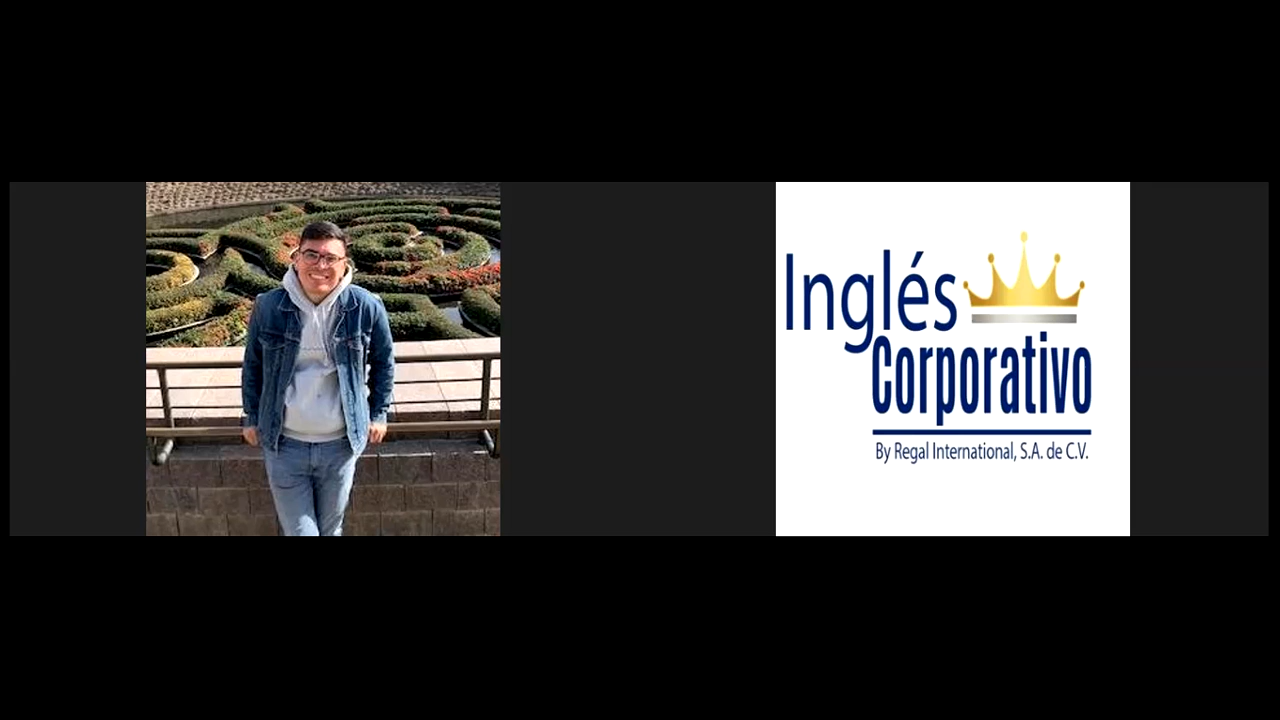 Inglés
Corporativo
By Regal International, S.A. de C.V.